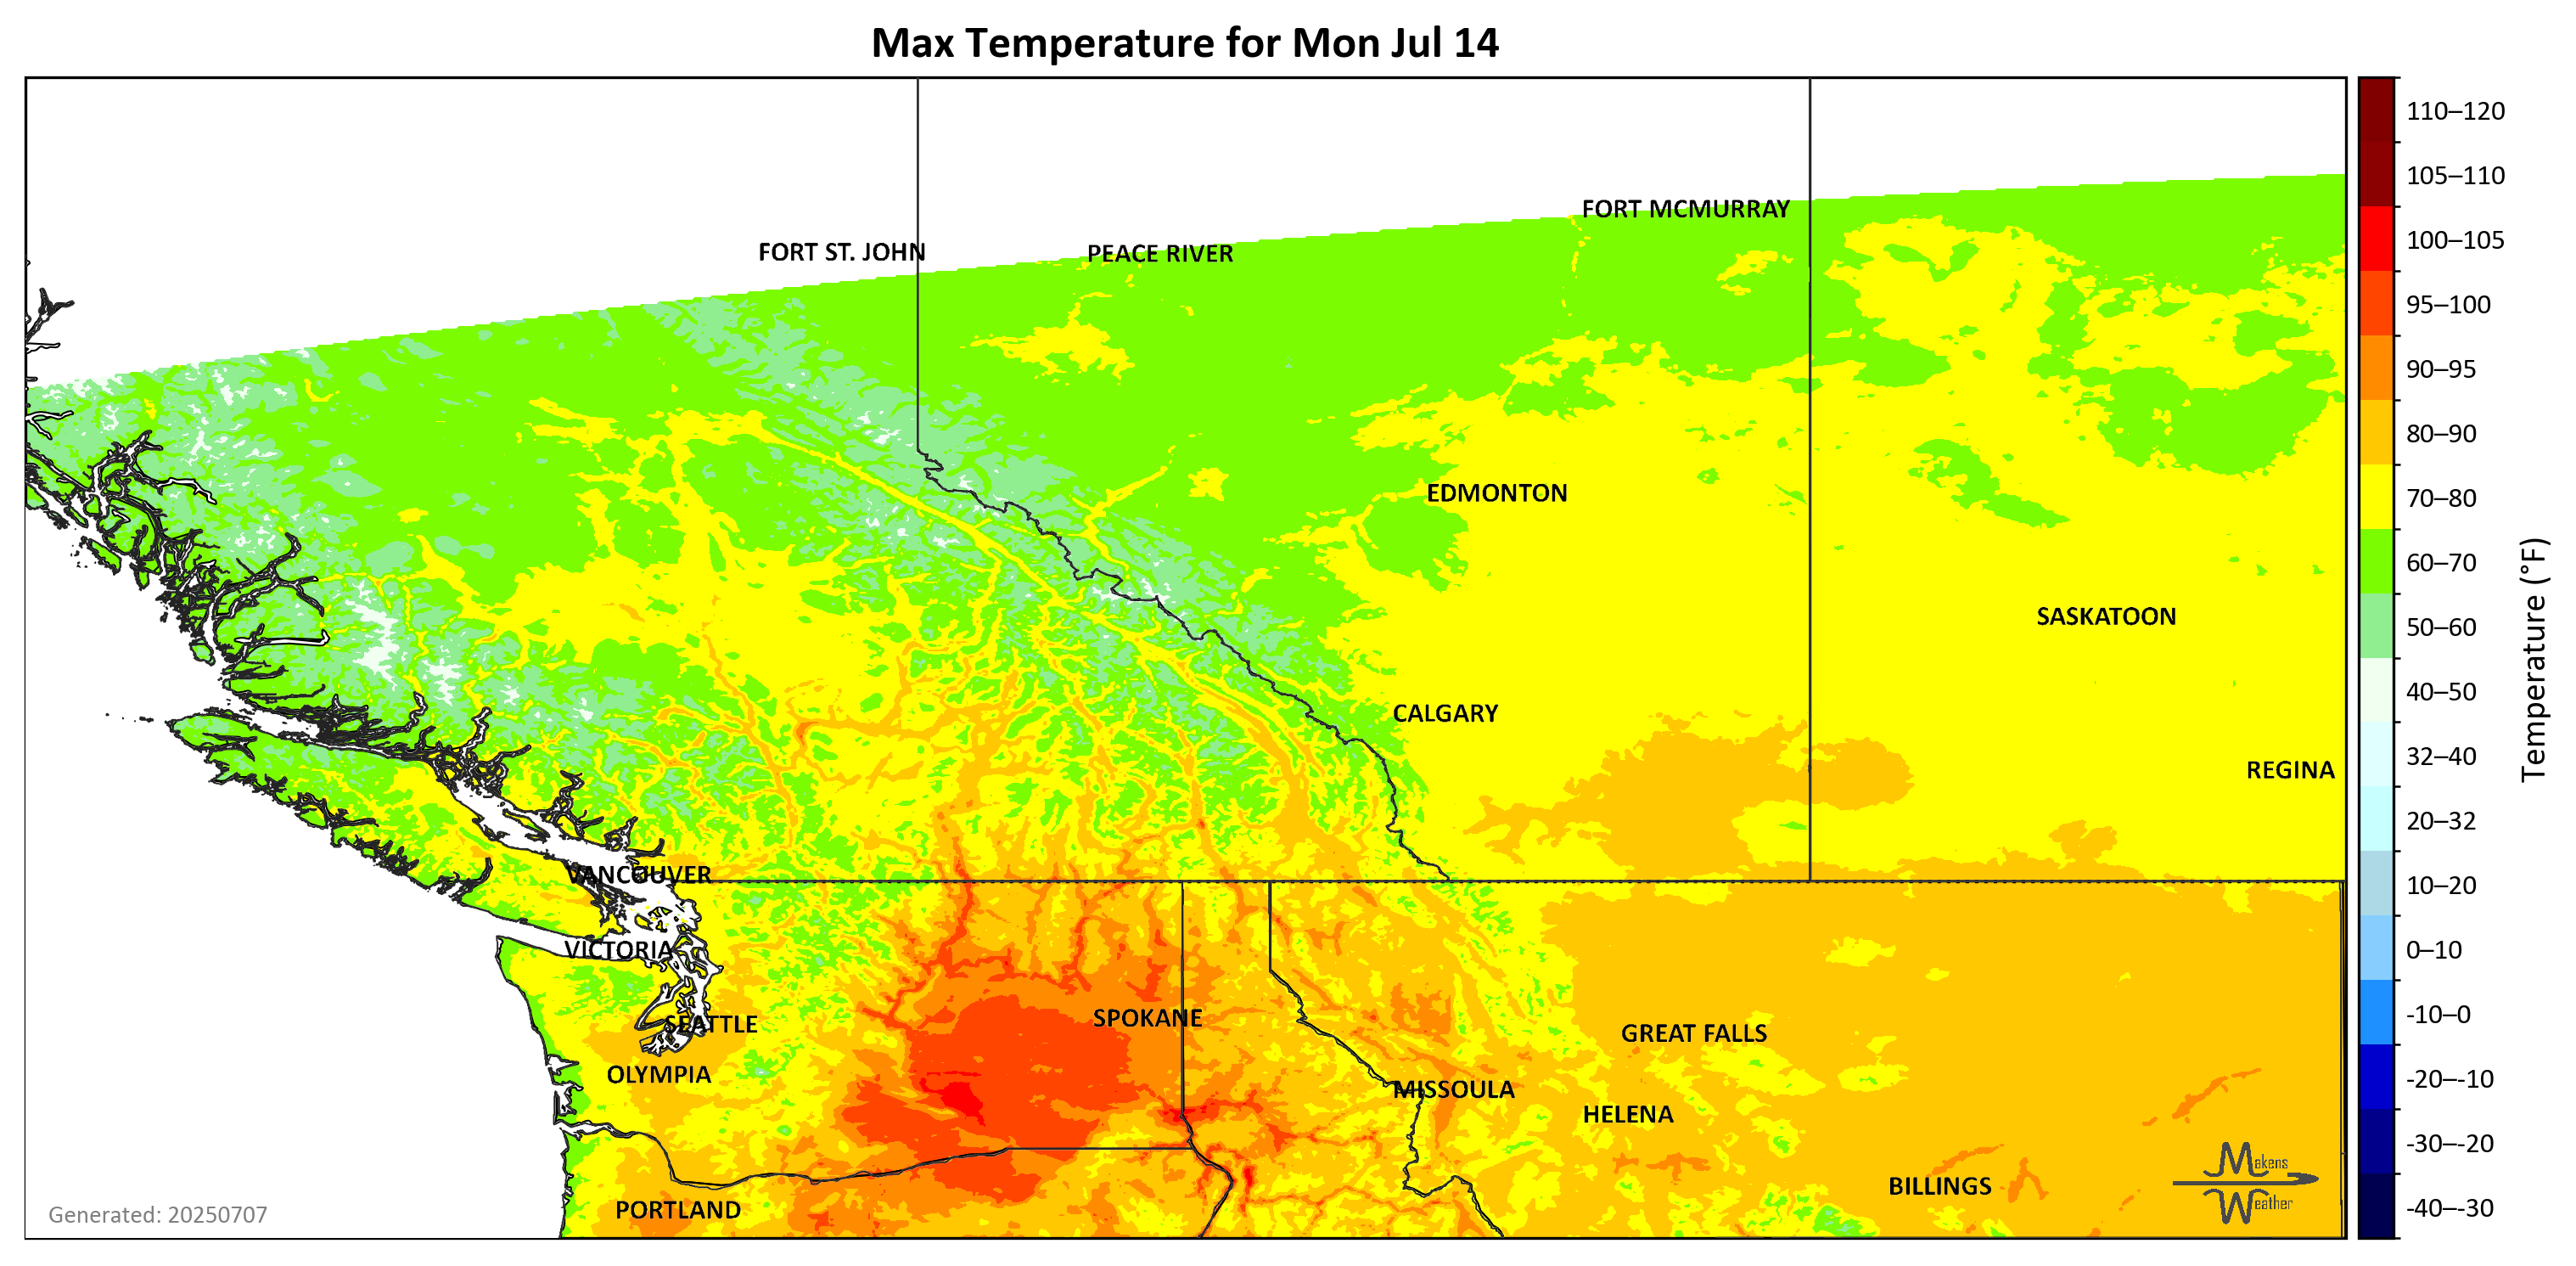 Max Temperature for Mon Jul 14
110–120
105–110
FORT MCMURRAY
100–105
FORT ST. JOHN
PEACE RIVER
95–100
90–95
80–90
EDMONTON
70–80
60–70
SASKATOON
50–60
Temperature (°F)
40–50
CALGARY
32–40
REGINA
20–32
VANCOUVER
10–20
VICTORIA
0–10
SEATTLE
SPOKANE
GREAT FALLS
-10–0
OLYMPIA
MISSOULA
-20–-10
HELENA
-30–-20
Makens
Weather
BILLINGS
PORTLAND
-40–-30
Generated: 20250707